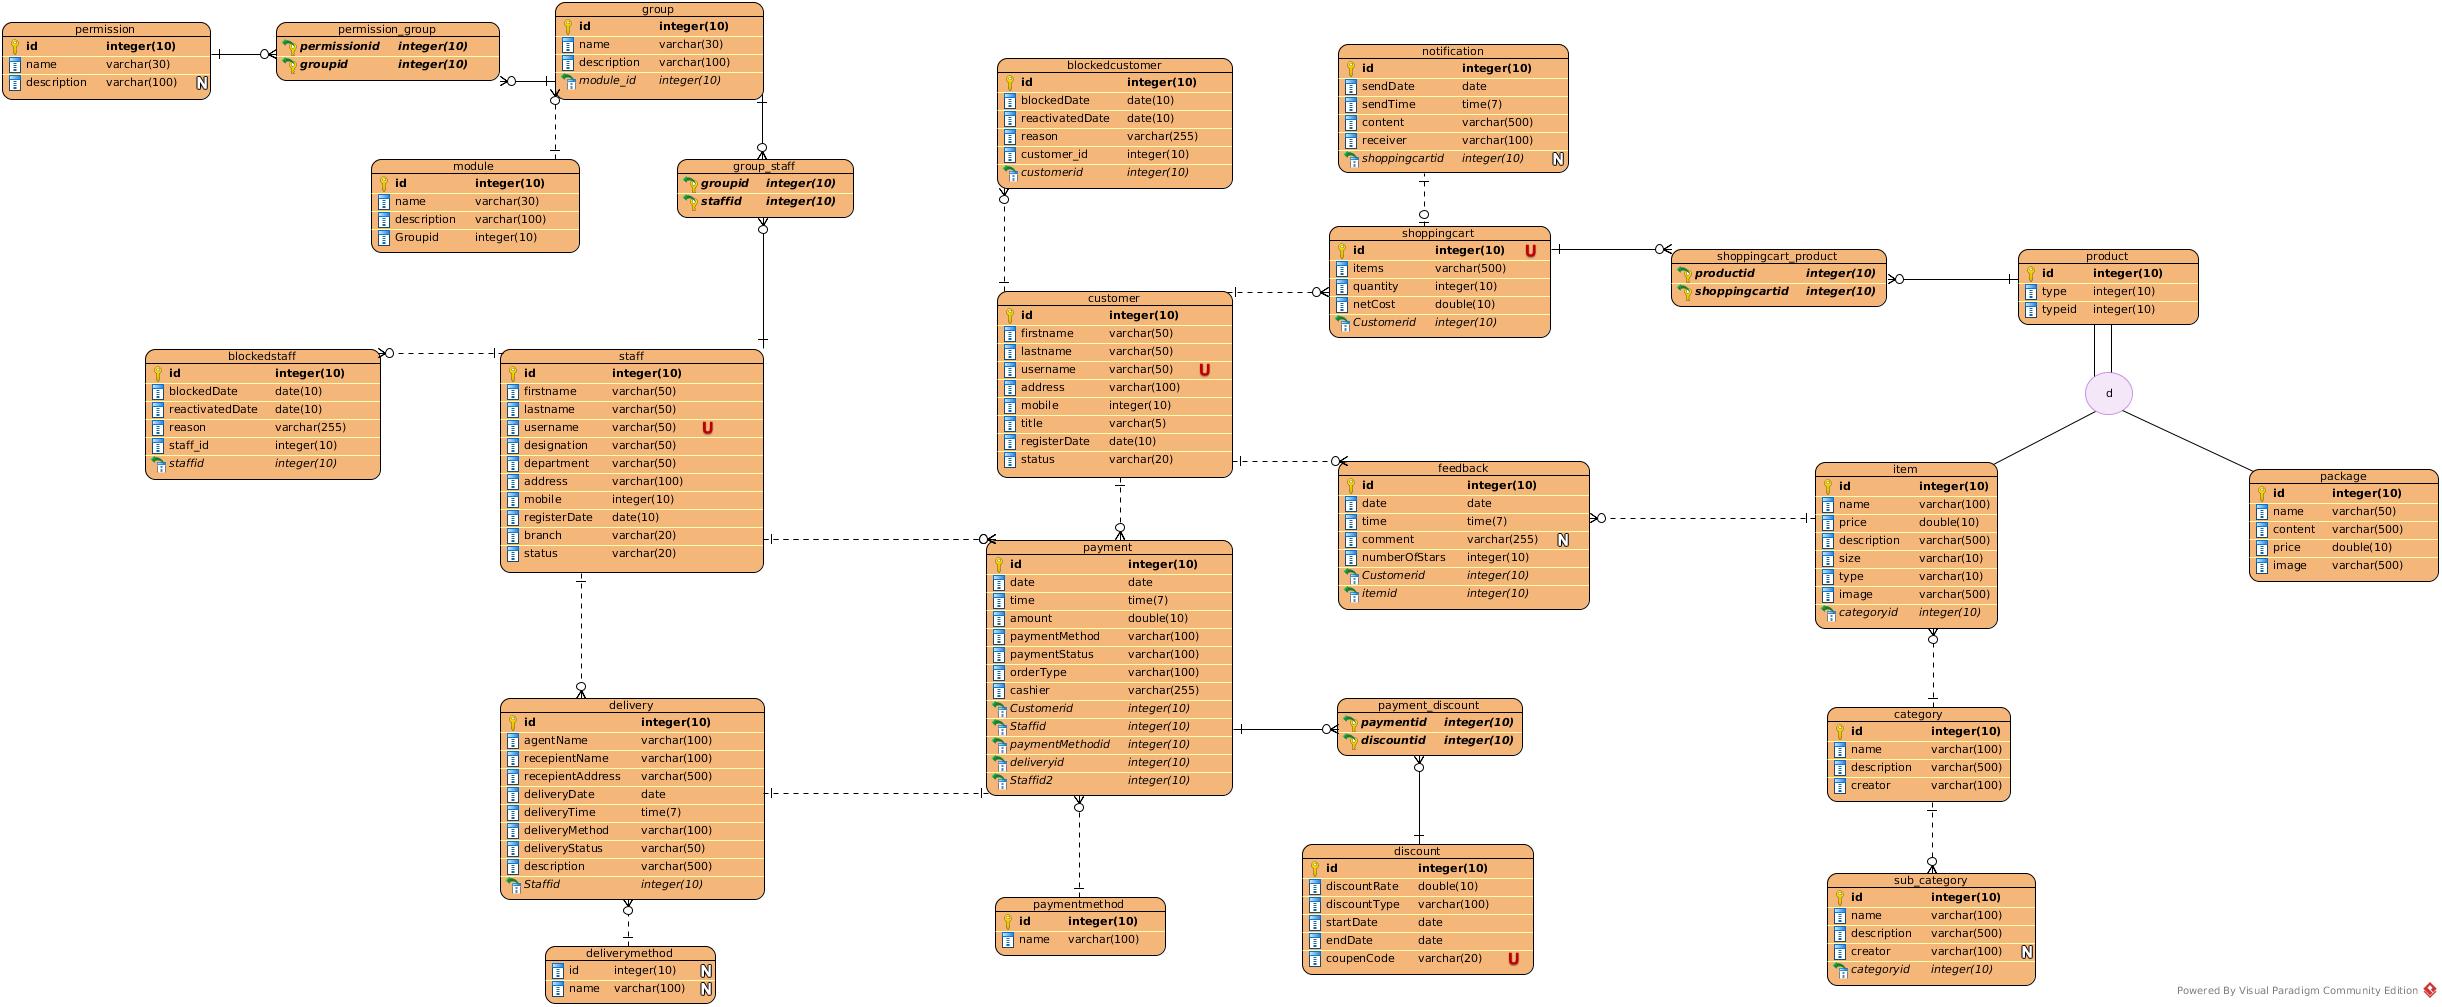 permission
id integer(10)
name varchar(30)
description varchar(100) N
permission_group
permissionid integer(10)
groupid integer(10)
group
id integer(10)
name varchar(30)
description varchar(100)
module_id integer(10)
module
id integer(10)
name varchar(30)
description varchar(100)
Groupid integer(10)
group_staff
groupid integer(10)
staffid integer(10)
blockedcustomer
id integer(10)
blockedDate date(10)
reactivatedDate date(10)
reason varchar(255)
customer_id integer(10)
customerid integer(10)
notification
id integer(10)
sendDate date
sendTime time(7)
content varchar(500)
receiver varchar(100)
shoppingcartid integer(10) N
shoppingcart
id integer(10) U
items varchar(500)
quantity integer(10)
netCost double(10)
Customerid integer(10)
shoppingcart_product
productid integer(10)
shoppingcartid integer(10)
product
id integer(10)
type integer(10)
typeid integer(10)
d
blockedstaff
id integer(10)
blockedDate date(10)
reactivatedDate date(10)
reason varchar(255)
staff_id integer(10)
staffid integer(10)
staff
id integer(10)
firstname varchar(50)
lastname varchar(50)
username varchar(50) U
designation varchar(50)
department varchar(50)
address varchar(100)
mobile integer(10)
registerDate date(10)
branch varchar(20)
status varchar(20)
customer
id integer(10)
firstname varchar(50)
lastname varchar(50)
username varchar(50) U
address varchar(100)
mobile integer(10)
title varchar(5)
registerDate date(10)
status varchar(20)
feedback
id integer(10)
date date
time time(7)
comment varchar(255) N
numberOfStars integer(10)
Customerid integer(10)
itemid integer(10)
item
id integer(10)
name varchar(100)
price double(10)
description varchar(500)
size varchar(10)
type varchar(10)
image varchar(500)
categoryid integer(10)
package
id integer(10)
name varchar(50)
content varchar(500)
price double(10)
image varchar(500)
payment
id integer(10)
date date
time time(7)
amount double(10)
paymentMethod varchar(100)
paymentStatus varchar(100)
orderType varchar(100)
cashier varchar(255)
Customerid integer(10)
Staffid integer(10)
paymentMethodid integer(10)
deliveryid integer(10)
Staffid2 integer(10)
delivery
id integer(10)
agentName varchar(100)
recepientName varchar(100)
recepientAddress varchar(500)
deliveryDate date
deliveryTime time(7)
deliveryMethod varchar(100)
deliveryStatus varchar(50)
description varchar(500)
Staffid integer(10)
payment_discount
paymentid integer(10)
discountid integer(10)
category
id integer(10)
name varchar(100)
description varchar(500)
creator varchar(100)
discount
id integer(10)
discountRate double(10)
discountType varchar(100)
startDate date
endDate date
coupenCode varchar(20) U
sub_category
id integer(10)
name varchar(100)
description varchar(500)
creator varchar(100) N
categoryid integer(10)
paymentmethod
id integer(10)
name varchar(100)
deliverymethod
id integer(10) N
name varchar(100) N
Powered By Visual Paradigm Community Edition